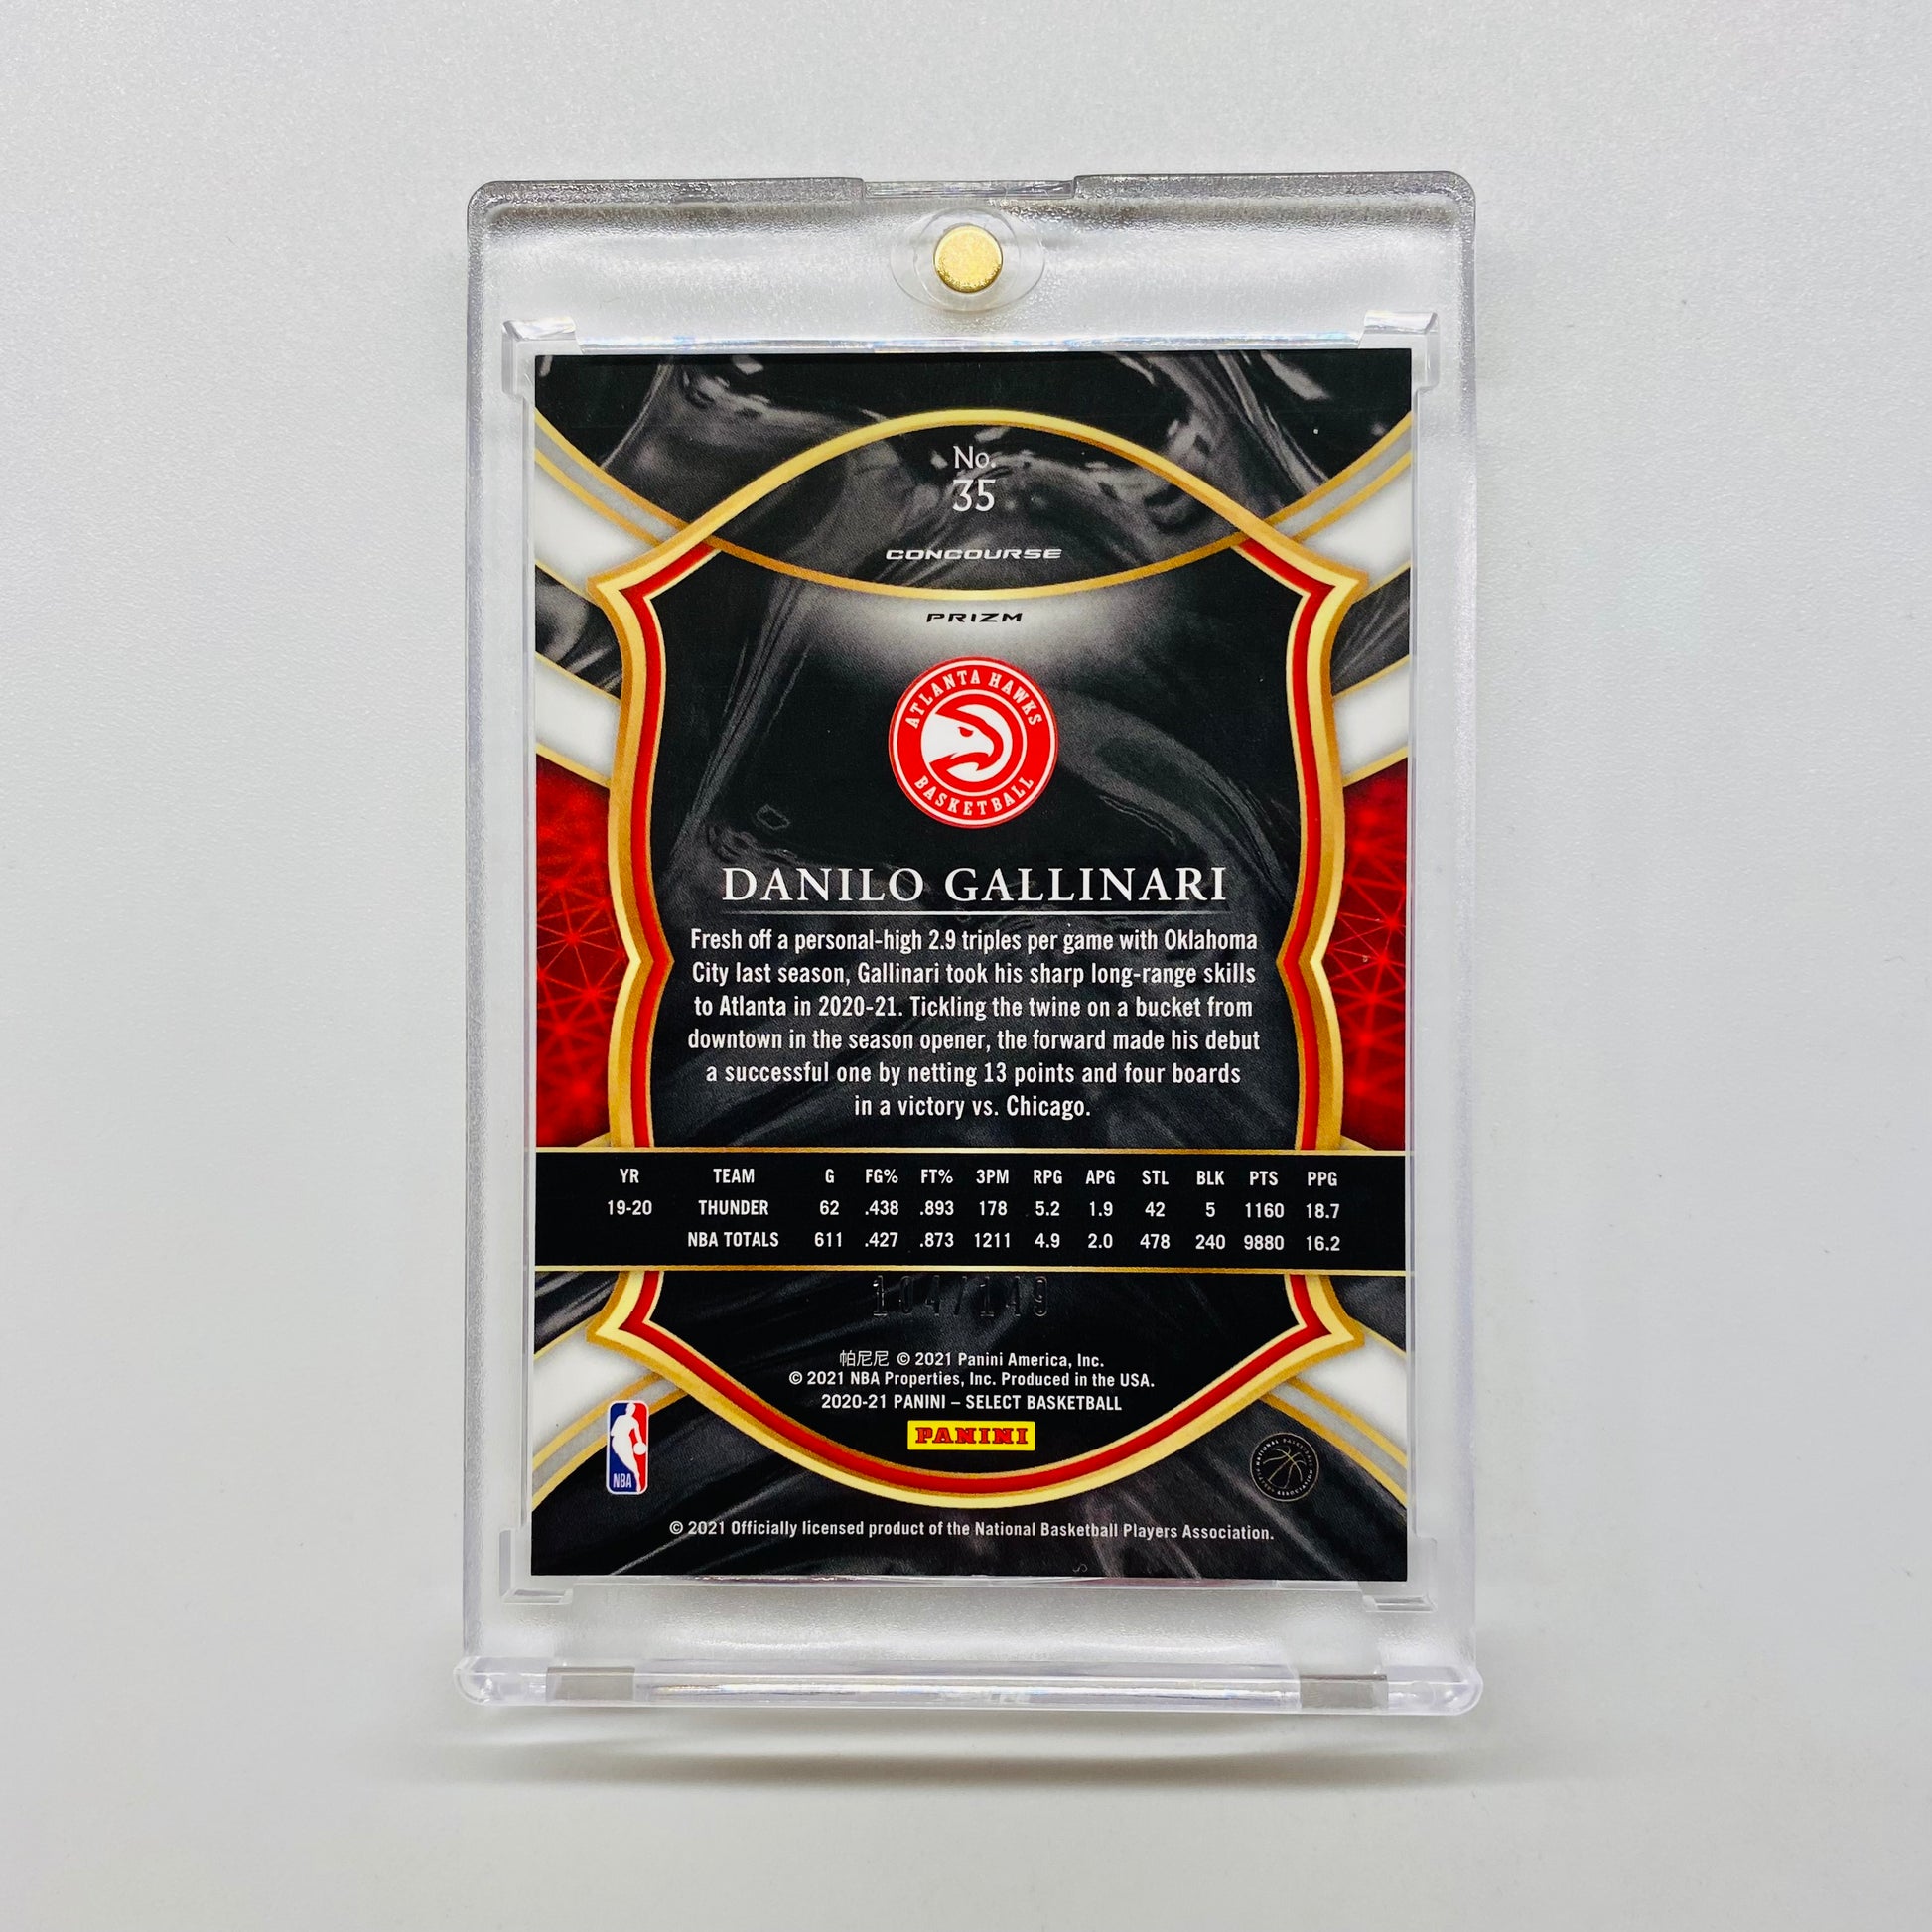 No.
35
CONCOURSE
PRIZM
ATLANTA HAWKS
BASKETBALL
DANILO GALLINARI
Fresh off a personal-high 2.9 triples per game with Oklahoma
City last season, Gallinari took his sharp long-range skills
to Atlanta in 2020-21. Tickling the twine on a bucket from
downtown in the season opener, the forward made his debut
a successful one by netting 13 points and four boards
in a victory vs. Chicago.
YR TEAM G FG% FT% 3PM RPG APG STL BLK PTS PPG
19-20 THUNDER 62 .438 .893 178 5.2 1.9 42 5 1160 18.7
NBA TOTALS 611 .427 .873 1211 4.9 2.0 478 240 9880 16.2
104/149
帕尼尼 © 2021 Panini America, Inc.
© 2021 NBA Properties, Inc. Produced in the USA.
2020-21 PANINI – SELECT BASKETBALL
PANINI
NBA
NATIONAL BASKETBALL
PLAYERS ASSOCIATION
© 2021 Officially licensed product of the National Basketball Players Association.